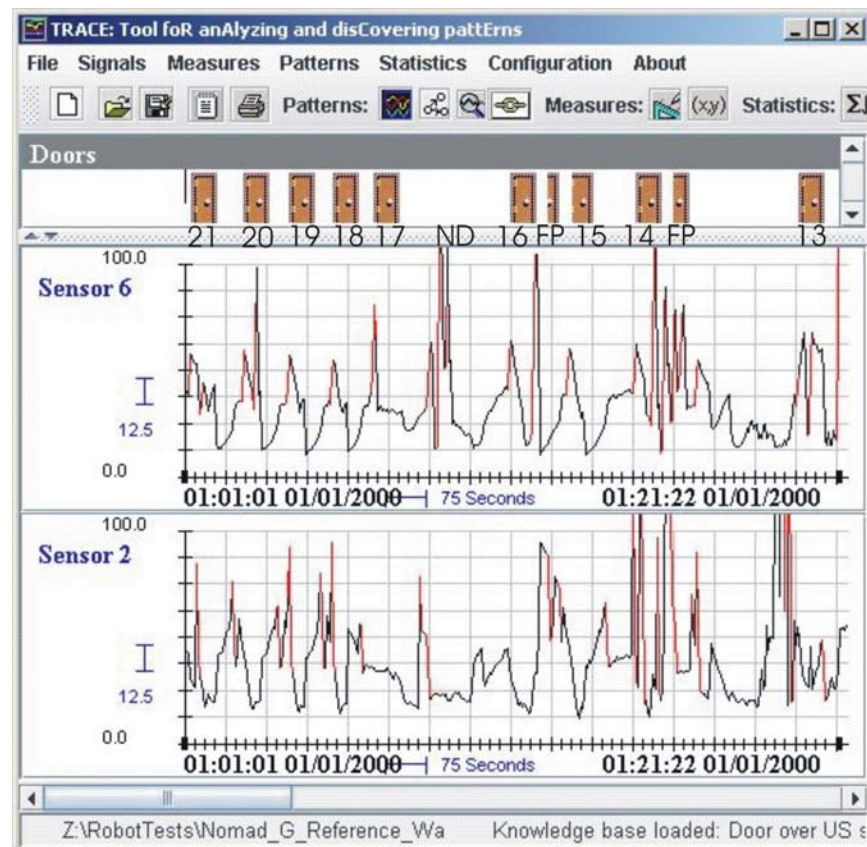 TRACE: Tool foR anAlyzing and disCovering pattErns
File Signals Measures Patterns Statistics Configuration About
Patterns: Measures: (x,y) Statistics: Σ
Doors
21 20 19 18 17 ND 16 FP 15 14 FP 13
100.0
Sensor 6
12.5
0.0
01:01:01 01/01/2000 75 Seconds 01:21:22 01/01/2000
100.0
Sensor 2
12.5
0.0
01:01:01 01/01/2000 75 Seconds 01:21:22 01/01/2000
Z:\RobotTests\Nomad_G_Reference_Wa Knowledge base loaded: Door over US s